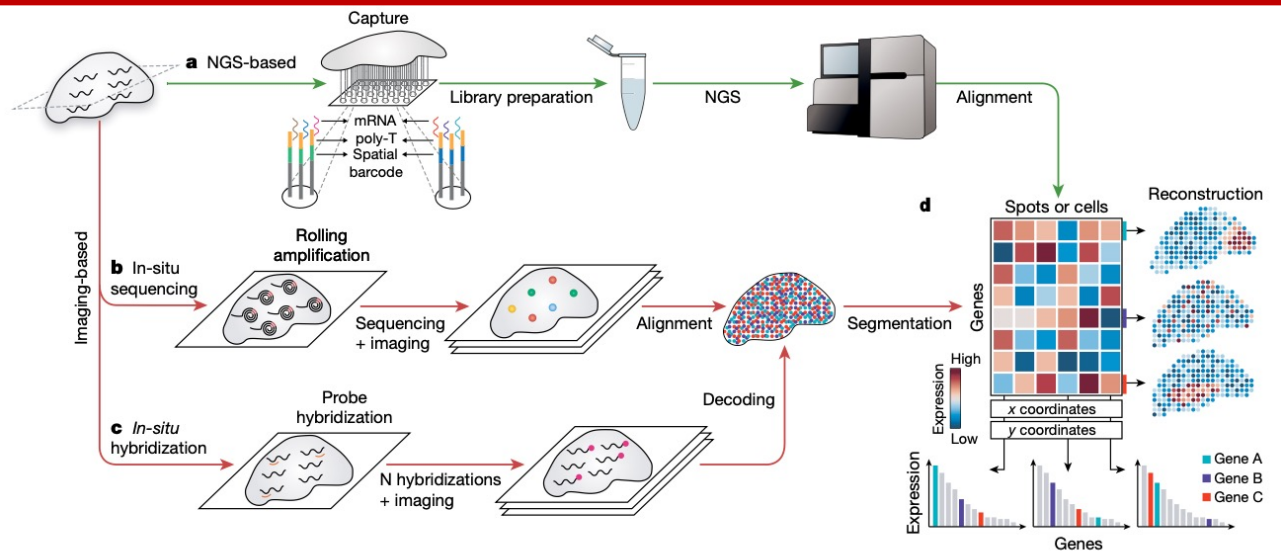 Capture
a NGS-based
Library preparation
NGS
Alignment
mRNA
poly-T
Spatial
barcode
Imaging-based
b In-situ
sequencing
Rolling
amplification
Sequencing
+ imaging
Alignment
Segmentation
c In-situ
hybridization
Probe
hybridization
N hybridizations
+ imaging
Decoding
d
Spots or cells
Reconstruction
Genes
High
Expression
Low
x coordinates
y coordinates
Expression
Genes
Gene A
Gene B
Gene C